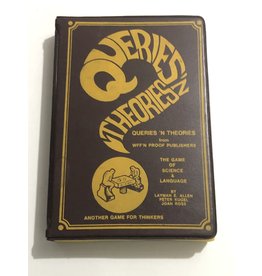 QUERIES 'N
THEORIES
QUERIES 'N THEORIES
from
WFF'N PROOF PUBLISHERS
THE GAME
OF
SCIENCE
&
LANGUAGE
BY
LAYMAN E. ALLEN
PETER KUGEL
JOAN ROSS
ANOTHER GAME FOR THINKERS